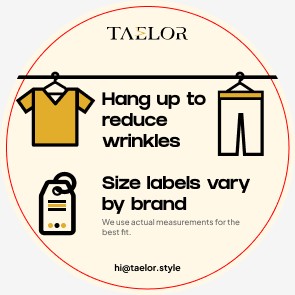 TAELOR
Hang up to
reduce
wrinkles
Size labels vary
by brand
We use actual measurements for the
best fit.
hi@taelor.style